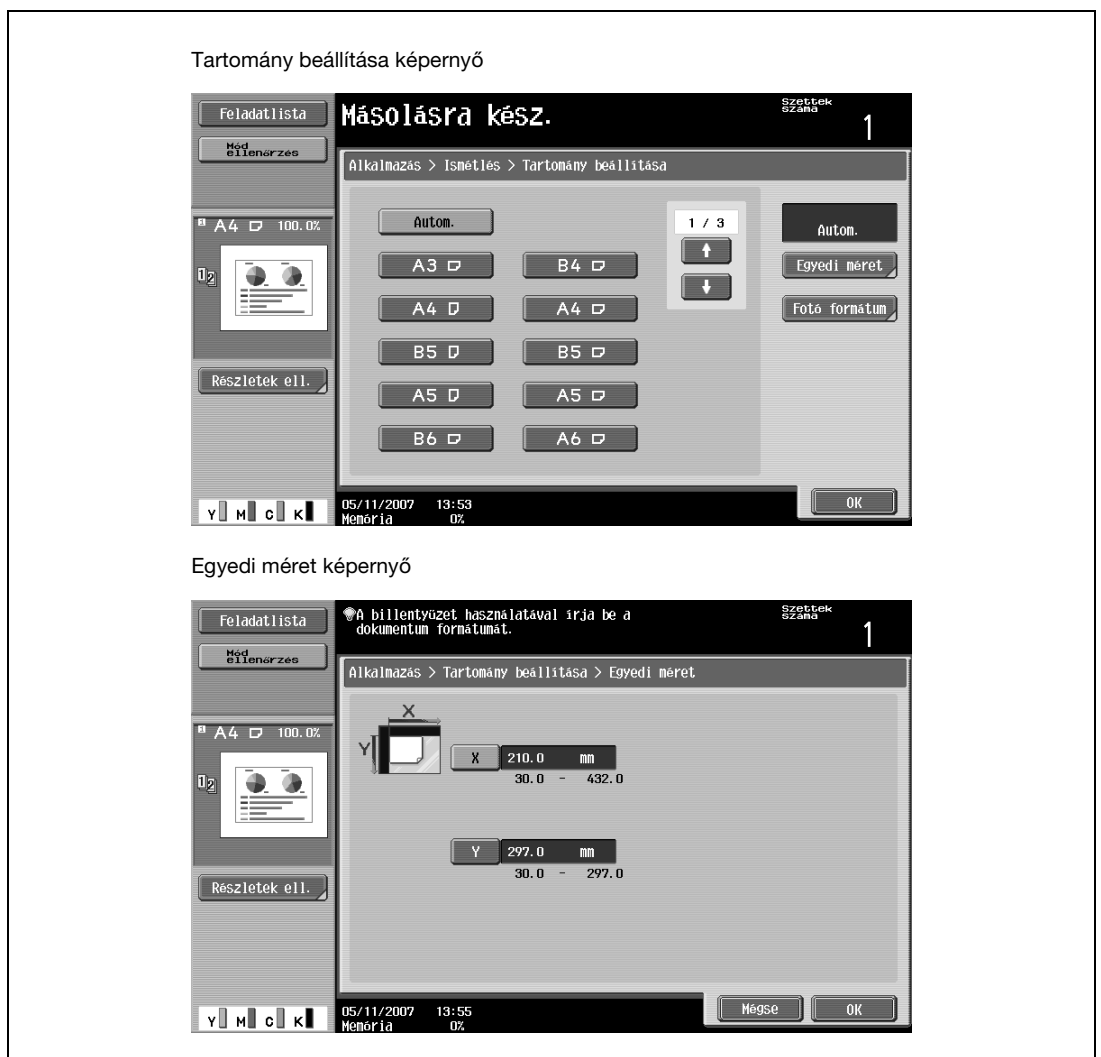 Tartomány beállítása képernyő
Feladatlista
Másolásra kész.
Szettek
száma
1
Mód
ellenőrzés
Alkalmazás > Ismétlés > Tartomány beállítása
A4 100.0%
1 2
Részletek ell.
Autom.
1 / 3
Autom.
A3
B4
Egyedi méret
A4
A4
Fotó formátum
B5
B5
A5
A5
B6
A6
Y M C K
05/11/2007 13:53
Memória 0%
OK
Egyedi méret képernyő
Feladatlista
A billentyűzet használatával írja be a
dokumentum formátumát.
Szettek
száma
1
Mód
ellenőrzés
Alkalmazás > Tartomány beállítása > Egyedi méret
A4 100.0%
1 2
Részletek ell.
X
Y
X 210.0 mm
30.0 - 432.0
Y 297.0 mm
30.0 - 297.0
Y M C K
05/11/2007 13:55
Memória 0%
Mégse
OK